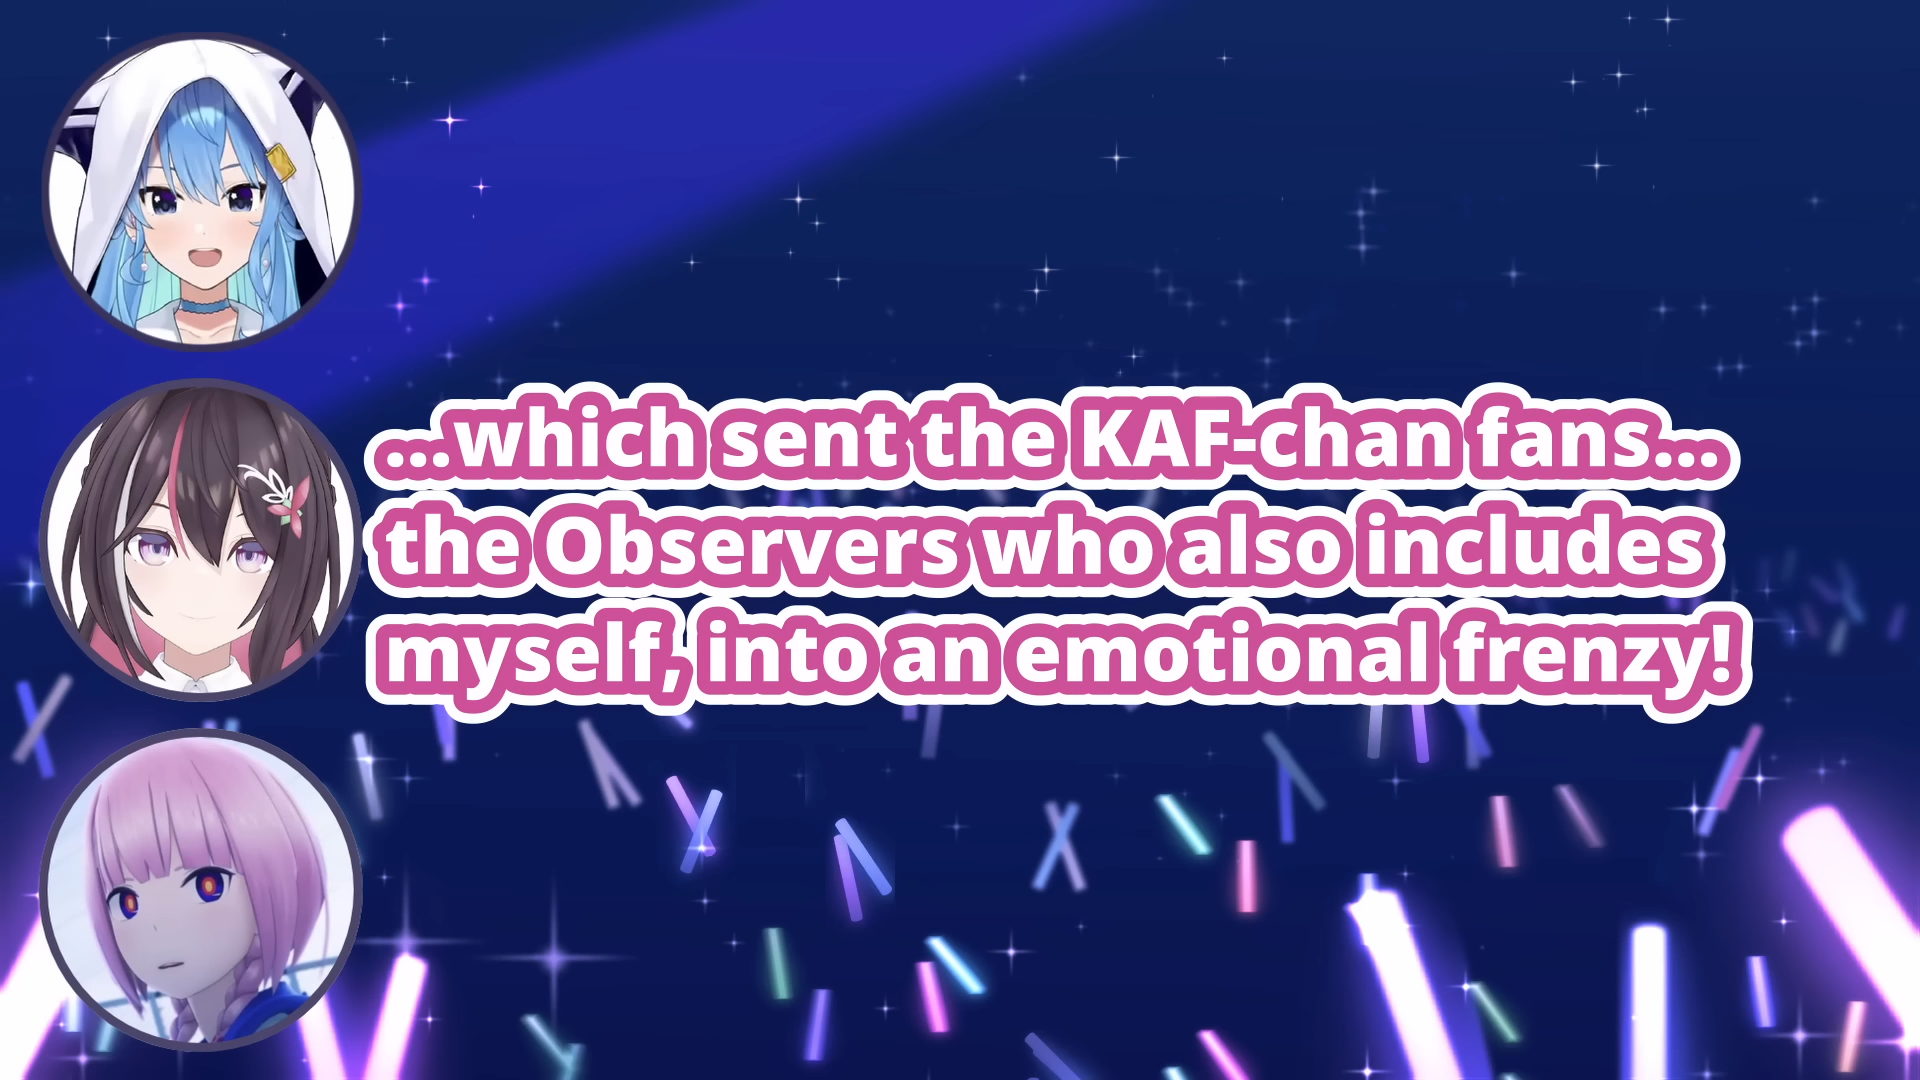 ...which sent the KAF-chan fans...
the Observers who also includes
myself, into an emotional frenzy!